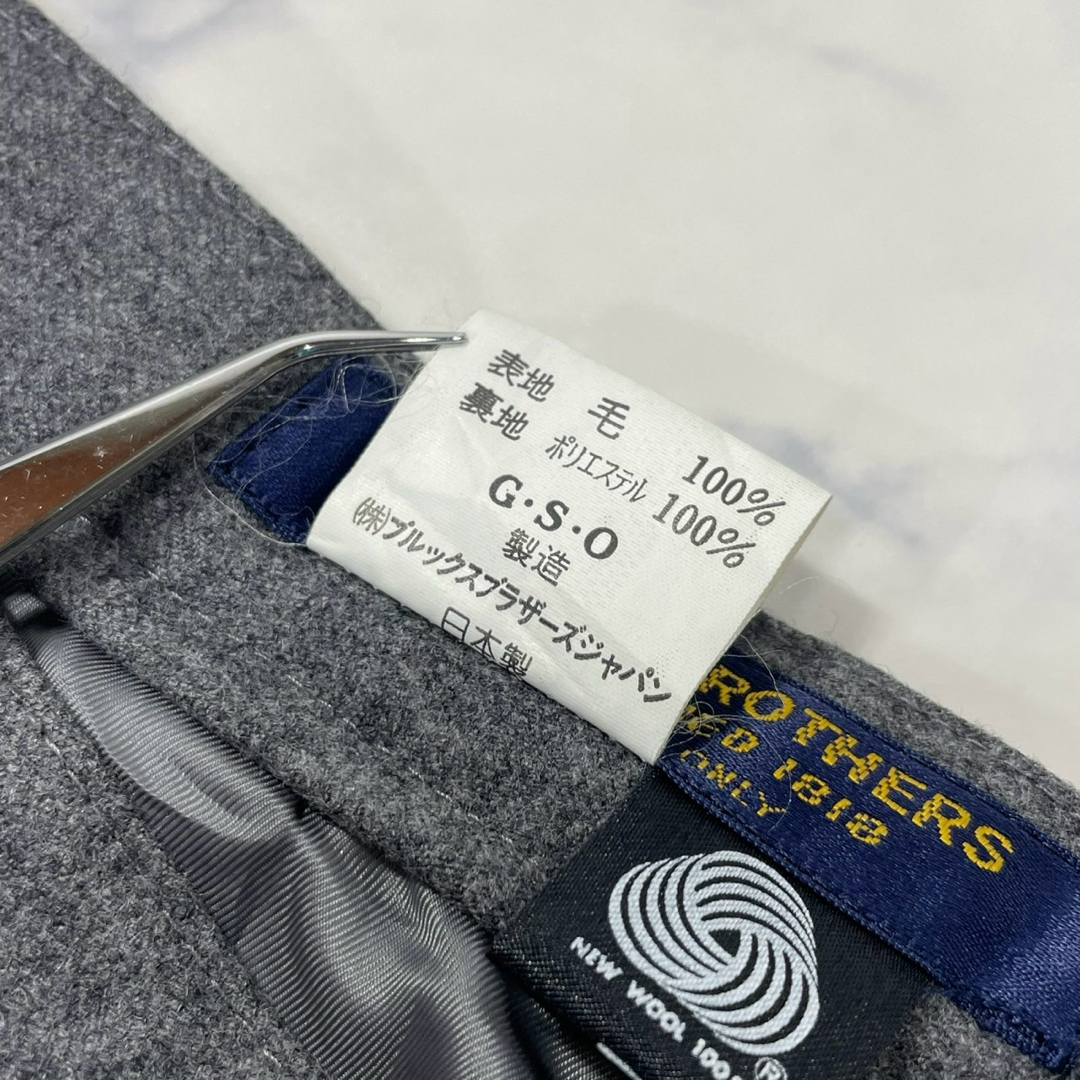 表地 毛 100%
裏地 ポリエステル 100%
G・S・O
製造
㈱ブルックスブラザーズジャパン
日本製
ROTHERS
ED 1818
ONLY
NEW WOOL 100%
®